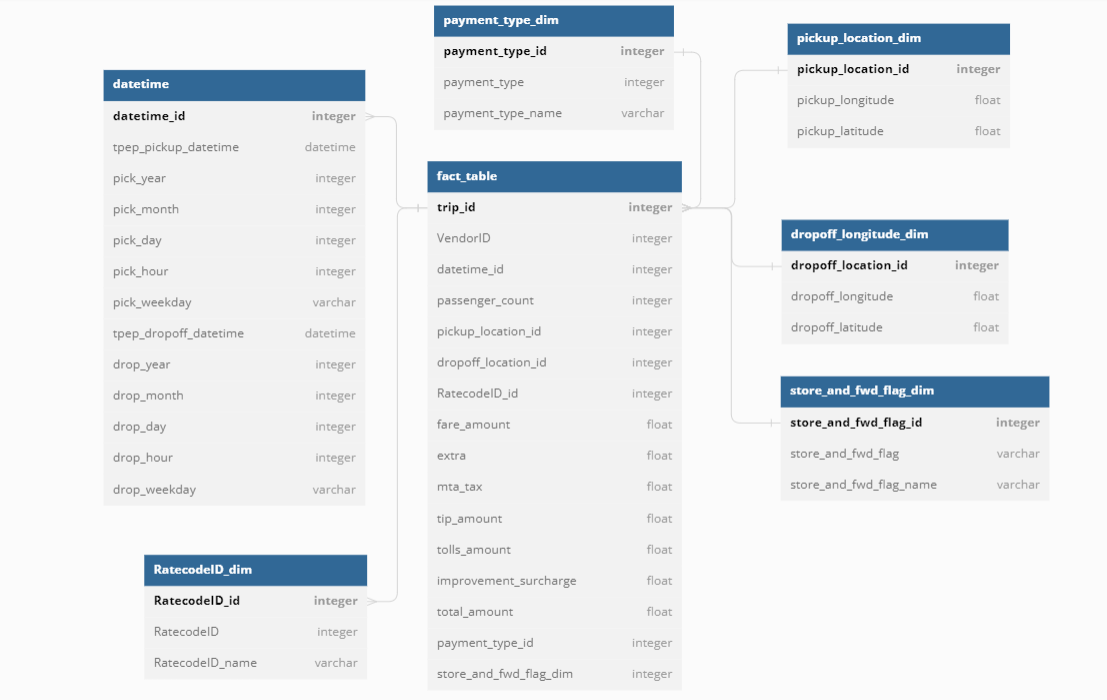 payment_type_dim
payment_type_id integer
payment_type integer
payment_type_name varchar
pickup_location_dim
pickup_location_id integer
pickup_longitude float
pickup_latitude float
datetime
datetime_id integer
tpep_pickup_datetime datetime
pick_year integer
pick_month integer
pick_day integer
pick_hour integer
pick_weekday varchar
tpep_dropoff_datetime datetime
drop_year integer
drop_month integer
drop_day integer
drop_hour integer
drop_weekday varchar
fact_table
trip_id integer
VendorID integer
datetime_id integer
passenger_count integer
pickup_location_id integer
dropoff_location_id integer
RatecodeID_id integer
fare_amount float
extra float
mta_tax float
tip_amount float
tolls_amount float
improvement_surcharge float
total_amount float
payment_type_id integer
store_and_fwd_flag_dim integer
dropoff_longitude_dim
dropoff_location_id integer
dropoff_longitude float
dropoff_latitude float
store_and_fwd_flag_dim
store_and_fwd_flag_id integer
store_and_fwd_flag varchar
store_and_fwd_flag_name varchar
RatecodeID_dim
RatecodeID_id integer
RatecodeID integer
RatecodeID_name varchar